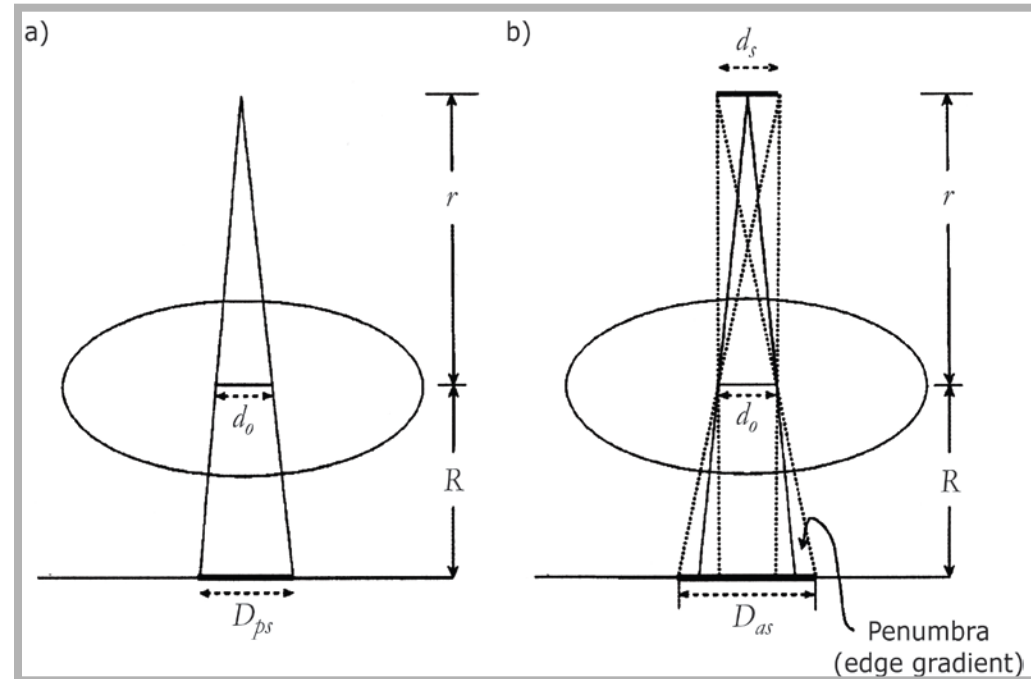 a)
r
d_o
R
D_ps
b)
d_s
r
d_o
R
D_as
Penumbra
(edge gradient)